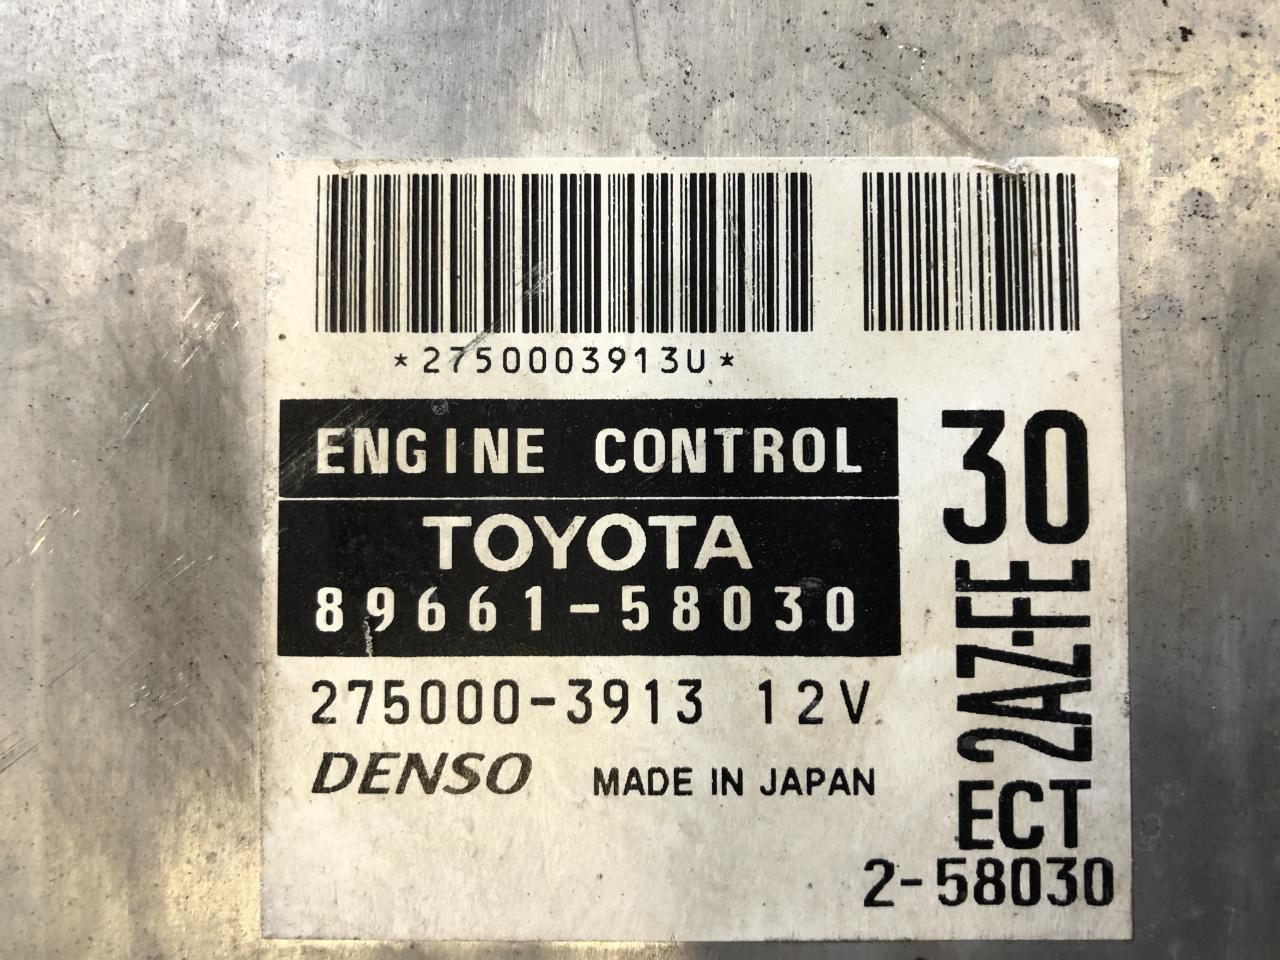 *2750003913U*
ENGINE CONTROL
TOYOTA
89661-58030
275000-3913 12V
DENSO MADE IN JAPAN
30
2AZ-FE
ECT
2-58030